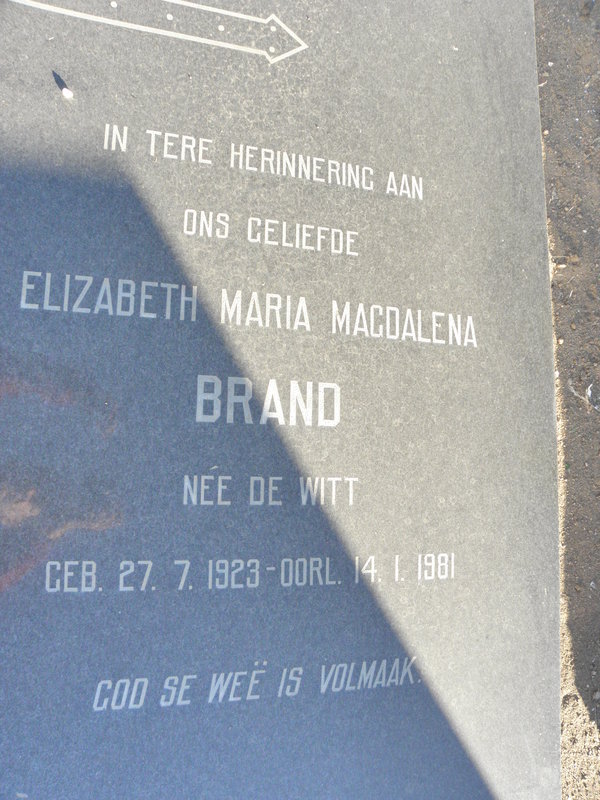 IN TERE HERINNERING AAN
ONS GELIEFDE
ELIZABETH MARIA MAGDALENA
BRAND
NÉE DE WITT
GEB. 27. 7. 1923 - OORL. 14. 1. 1981
GOD SE WEË IS VOLMAAK.